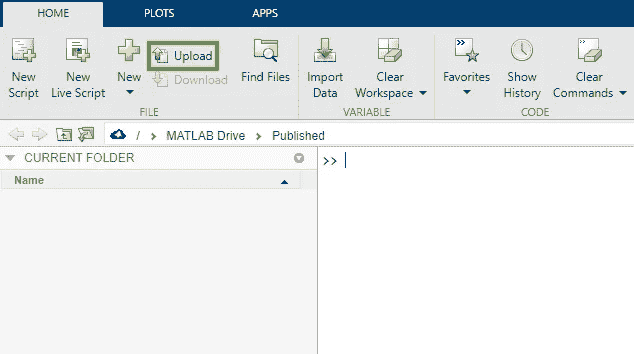 HOME PLOTS APPS
New Script
New Live Script
New
Upload
Download
Find Files
Import Data
Clear Workspace
Favorites
Show History
Clear Commands
FILE VARIABLE CODE
/ MATLAB Drive Published
CURRENT FOLDER
Name
>>